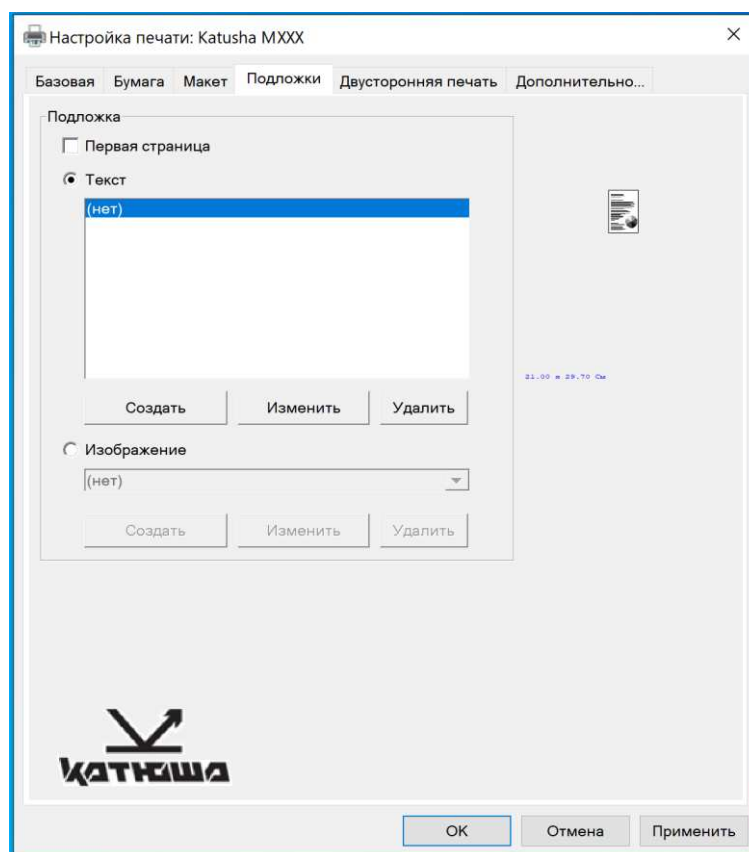 Настройка печати: Katusha MXXX
Базовая Бумага Макет Подложки Двусторонняя печать Дополнительно...
Подложка
Первая страница
Текст
(нет)
21.00 x 29.70 См
Создать Изменить Удалить
Изображение
(нет)
Создать Изменить Удалить
катюша
OK Отмена Применить